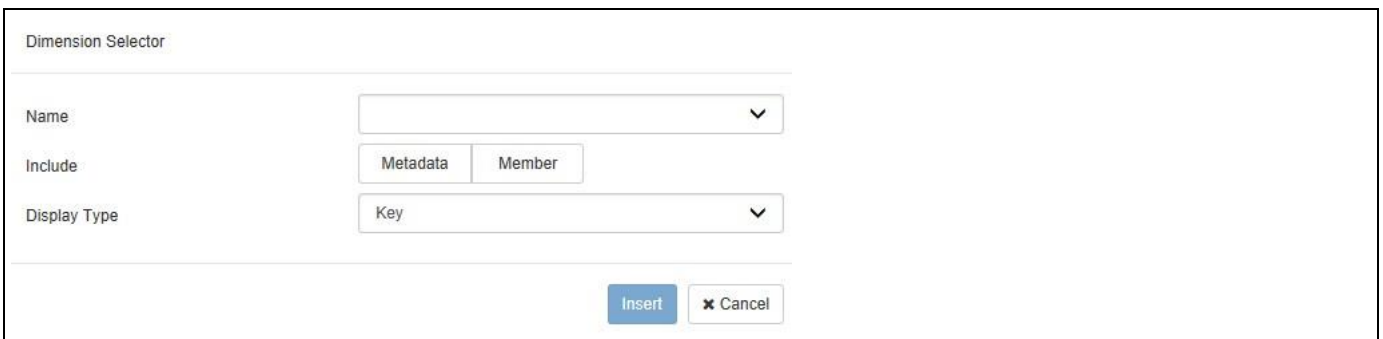 Dimension Selector
Name
Include Metadata Member
Display Type Key
Insert Cancel